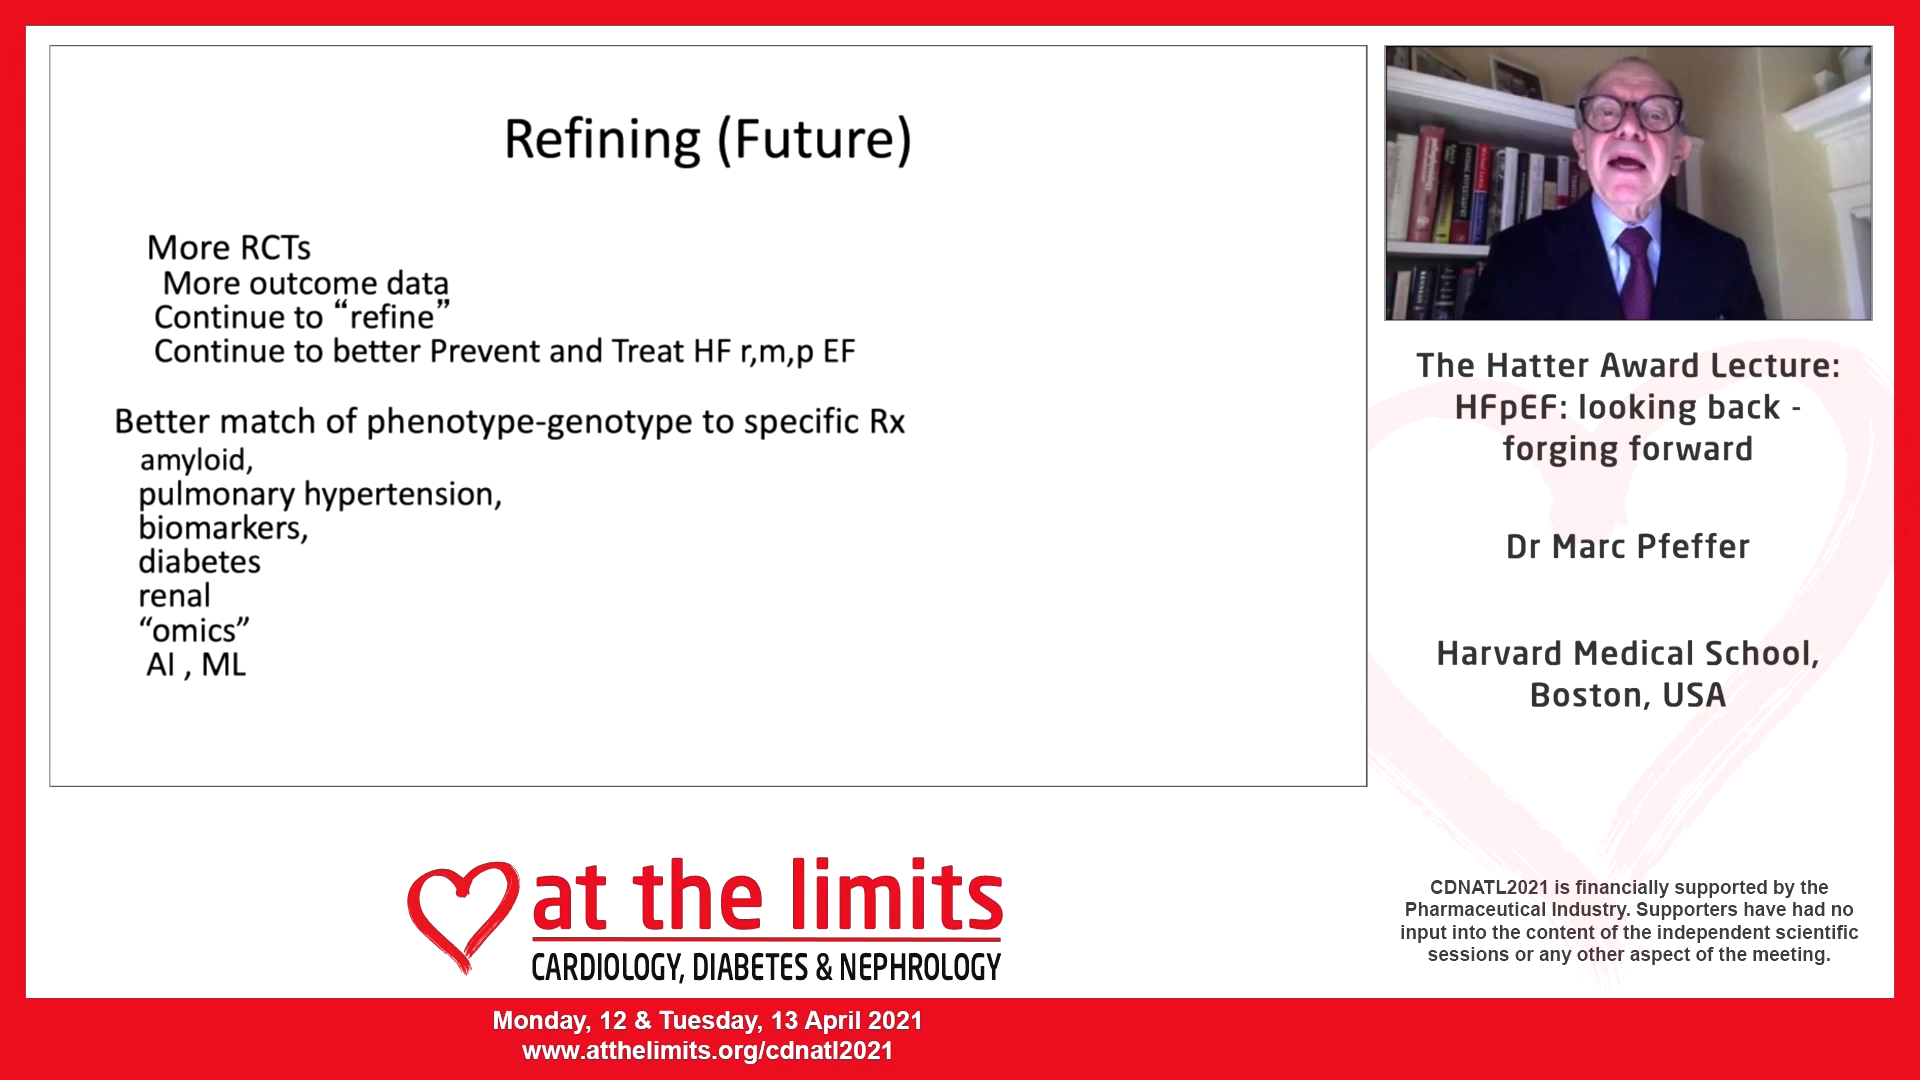 Refining (Future)
More RCTs
More outcome data
Continue to “refine”
Continue to better Prevent and Treat HF r,m,p EF
Better match of phenotype-genotype to specific Rx
amyloid,
pulmonary hypertension,
biomarkers,
diabetes
renal
“omics”
AI , ML
The Hatter Award Lecture:
HFpEF: looking back -
forging forward
Dr Marc Pfeffer
Harvard Medical School,
Boston, USA
at the limits
CARDIOLOGY, DIABETES & NEPHROLOGY
CDNATL2021 is financially supported by the
Pharmaceutical Industry. Supporters have had no
input into the content of the independent scientific
sessions or any other aspect of the meeting.
Monday, 12 & Tuesday, 13 April 2021
www.atthelimits.org/cdnatl2021